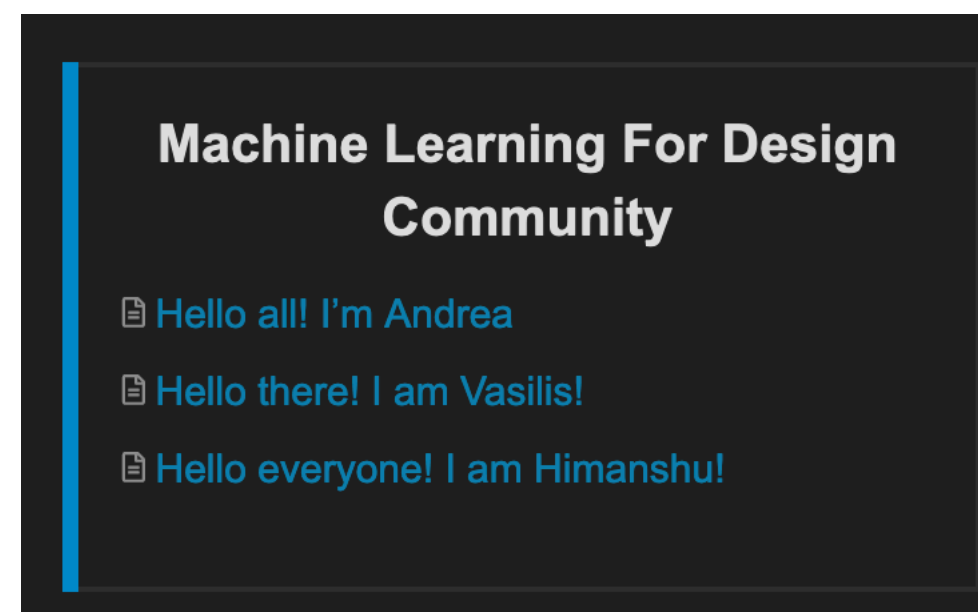 Machine Learning For Design
Community
Hello all! I’m Andrea
Hello there! I am Vasilis!
Hello everyone! I am Himanshu!